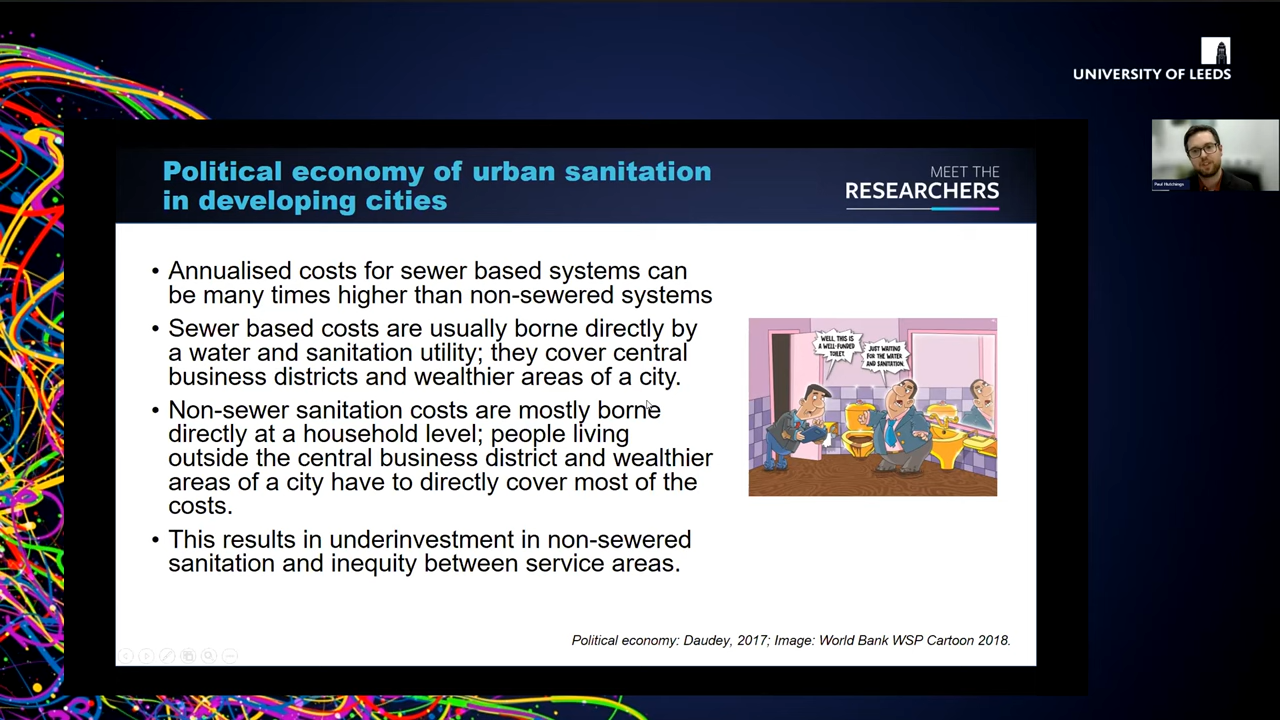 UNIVERSITY OF LEEDS
Political economy of urban sanitation
in developing cities
MEET THE
RESEARCHERS
• Annualised costs for sewer based systems can
be many times higher than non-sewered systems
• Sewer based costs are usually borne directly by
a water and sanitation utility; they cover central
business districts and wealthier areas of a city.
• Non-sewer sanitation costs are mostly borne
directly at a household level; people living
outside the central business district and wealthier
areas of a city have to directly cover most of the
costs.
• This results in underinvestment in non-sewered
sanitation and inequity between service areas.
WELL, THIS IS
A WELL-FUNDED
TOILET.
JUST WAITING
FOR THE WATER
AND SANITATION.
Political economy: Daudey, 2017; Image: World Bank WSP Cartoon 2018.
Paul Hutchings